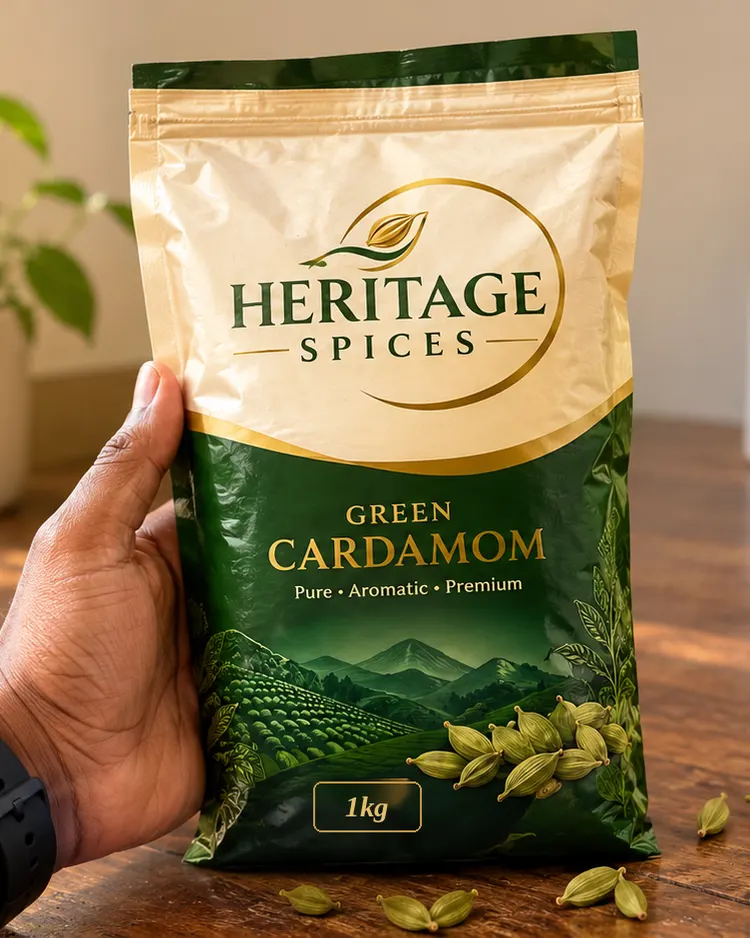 HERITAGE
SPICES
GREEN
CARDAMOM
Pure • Aromatic • Premium
1kg